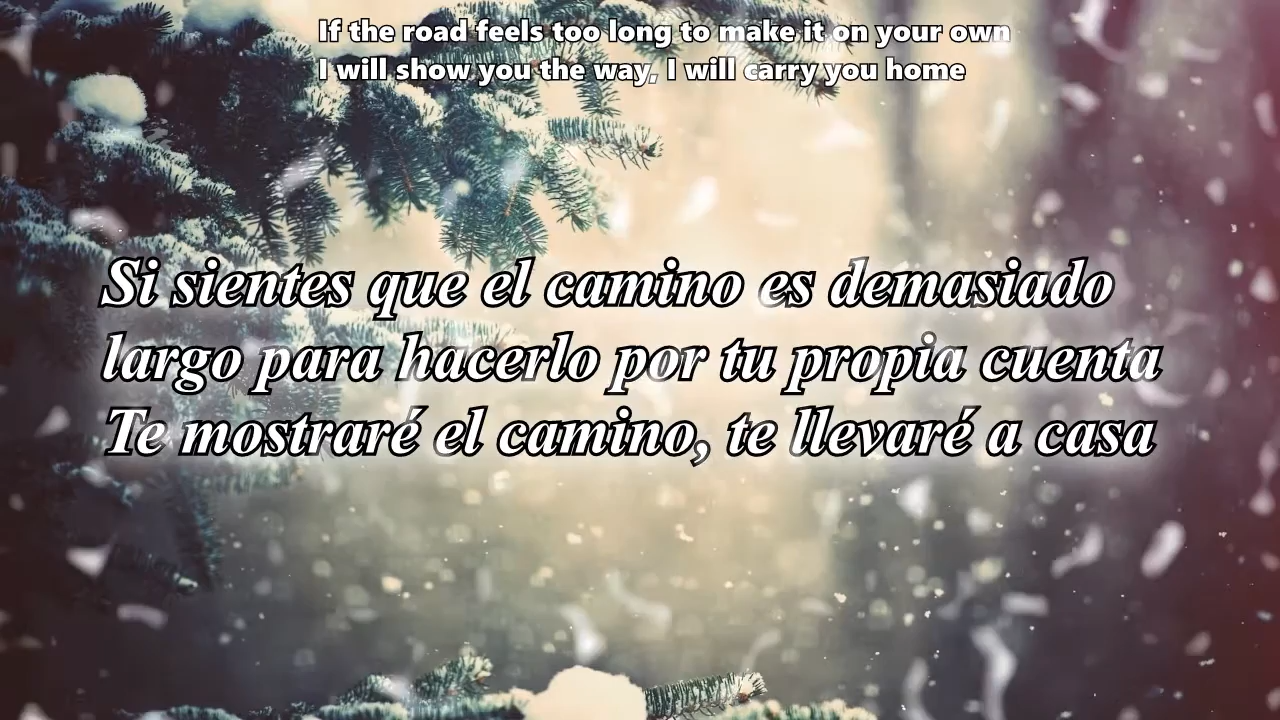 If the road feels too long to make it on your own
I will show you the way, I will carry you home
Si sientes que el camino es demasiado
largo para hacerlo por tu propia cuenta
Te mostraré el camino, te llevaré a casa